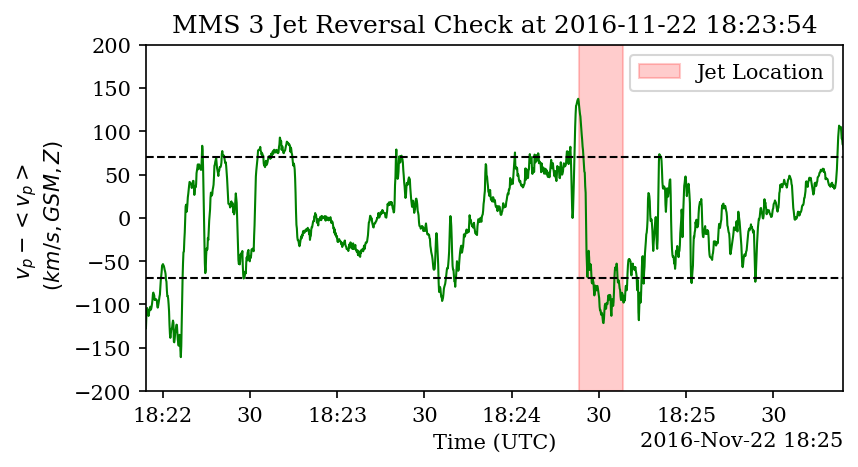 MMS 3 Jet Reversal Check at 2016-11-22 18:23:54
Jet Location
v_p − < v_p >
(km/s, GSM, Z)
200
150
100
50
0
−50
−100
−150
−200
18:22 30 18:23 30 18:24 30 18:25 30
Time (UTC)
2016-Nov-22 18:25